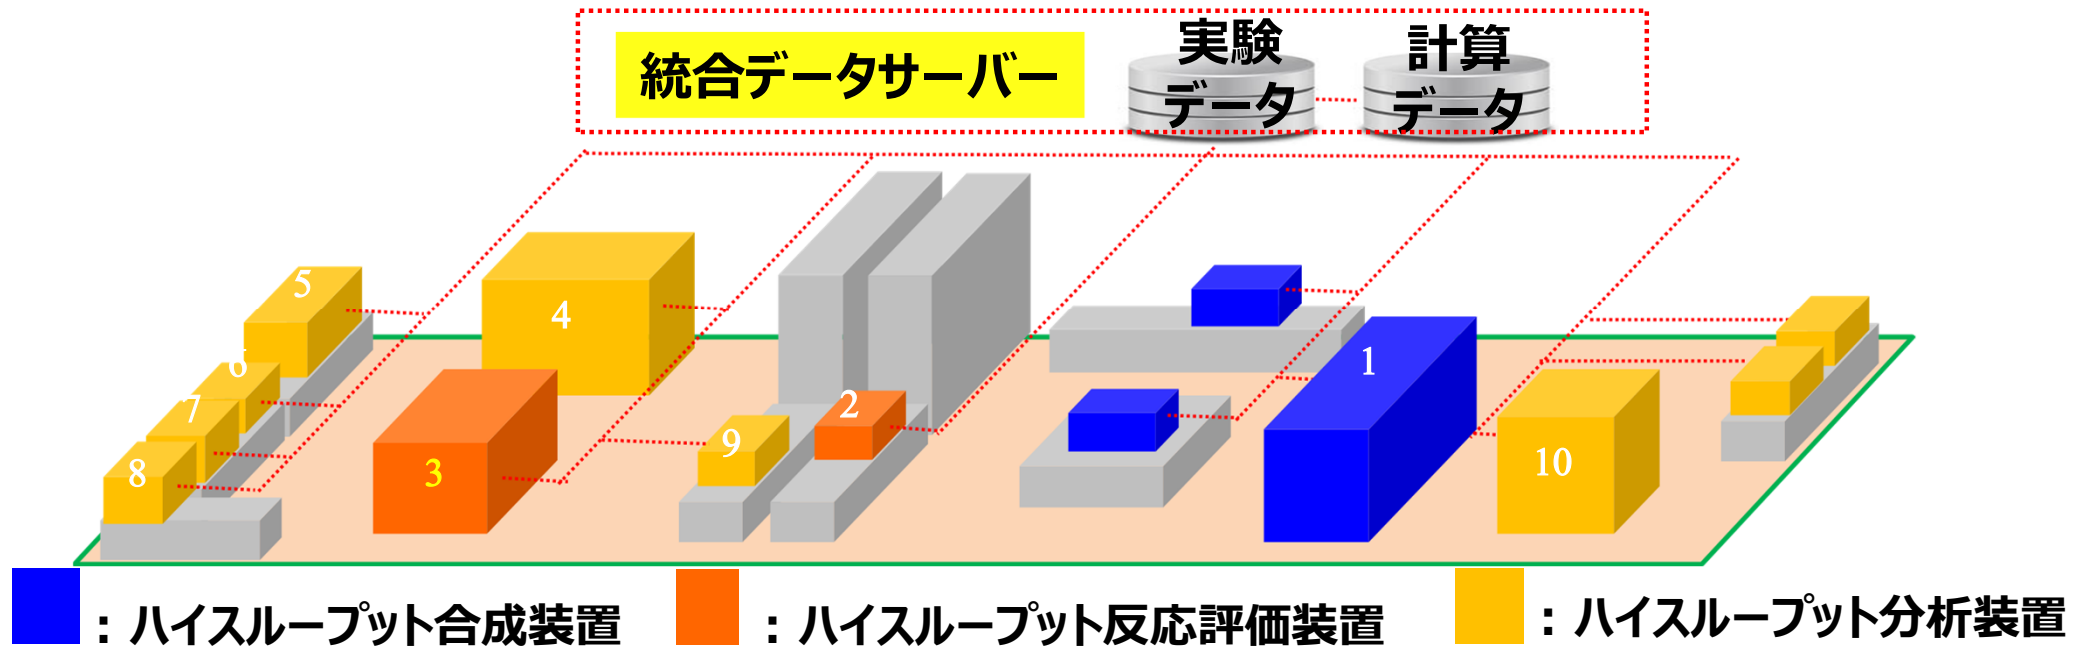 統合データサーバー
実験
データ
計算
データ
5
4
6
7
8
3
9
2
1
10
：ハイスループット合成装置
：ハイスループット反応評価装置
：ハイスループット分析装置